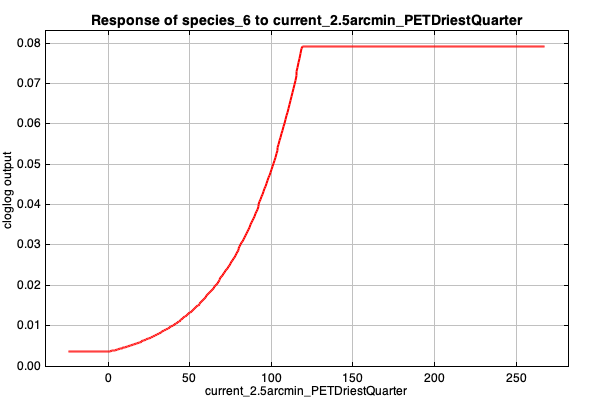 Response of species_6 to current_2.5arcmin_PETDriestQuarter
0.08
0.07
0.06
0.05
0.04
0.03
0.02
0.01
0.00
cloglog output
0 50 100 150 200 250
current_2.5arcmin_PETDriestQuarter